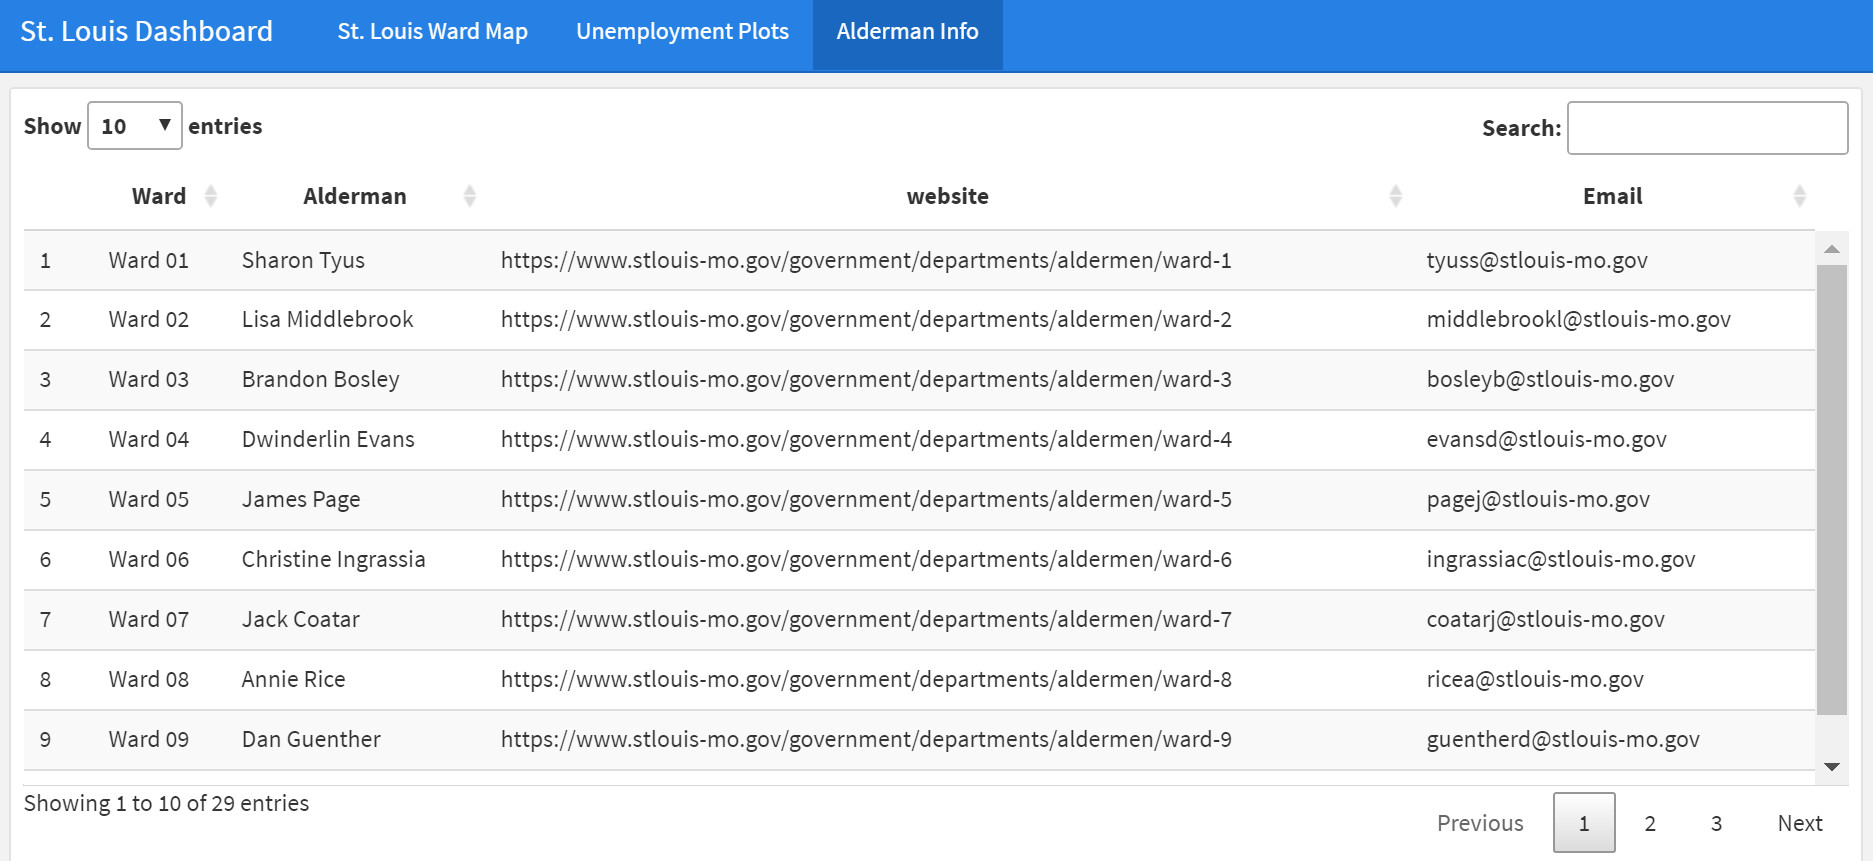 St. Louis Dashboard St. Louis Ward Map Unemployment Plots Alderman Info
Show 10 entries Search:
Ward Alderman website Email
1 Ward 01 Sharon Tyus https://www.stlouis-mo.gov/government/departments/aldermen/ward-1 tyuss@stlouis-mo.gov
2 Ward 02 Lisa Middlebrook https://www.stlouis-mo.gov/government/departments/aldermen/ward-2 middlebrookl@stlouis-mo.gov
3 Ward 03 Brandon Bosley https://www.stlouis-mo.gov/government/departments/aldermen/ward-3 bosleyb@stlouis-mo.gov
4 Ward 04 Dwinderlin Evans https://www.stlouis-mo.gov/government/departments/aldermen/ward-4 evansd@stlouis-mo.gov
5 Ward 05 James Page https://www.stlouis-mo.gov/government/departments/aldermen/ward-5 pagej@stlouis-mo.gov
6 Ward 06 Christine Ingrassia https://www.stlouis-mo.gov/government/departments/aldermen/ward-6 ingrassiac@stlouis-mo.gov
7 Ward 07 Jack Coatar https://www.stlouis-mo.gov/government/departments/aldermen/ward-7 coatarj@stlouis-mo.gov
8 Ward 08 Annie Rice https://www.stlouis-mo.gov/government/departments/aldermen/ward-8 ricea@stlouis-mo.gov
9 Ward 09 Dan Guenther https://www.stlouis-mo.gov/government/departments/aldermen/ward-9 guentherd@stlouis-mo.gov
Showing 1 to 10 of 29 entries
Previous 1 2 3 Next